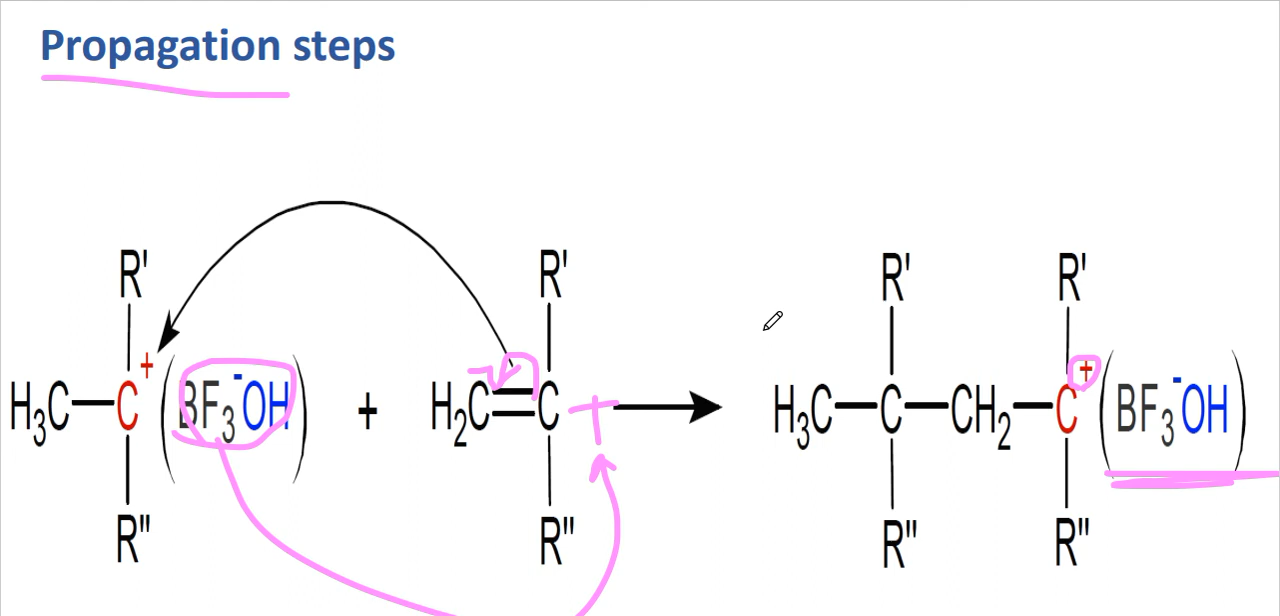 Propagation steps
R' R' R' R'
H3C—C+ (BF3-OH) + H2C=C + → H3C—C—CH2—C+ (BF3-OH)
R" R" R" R"